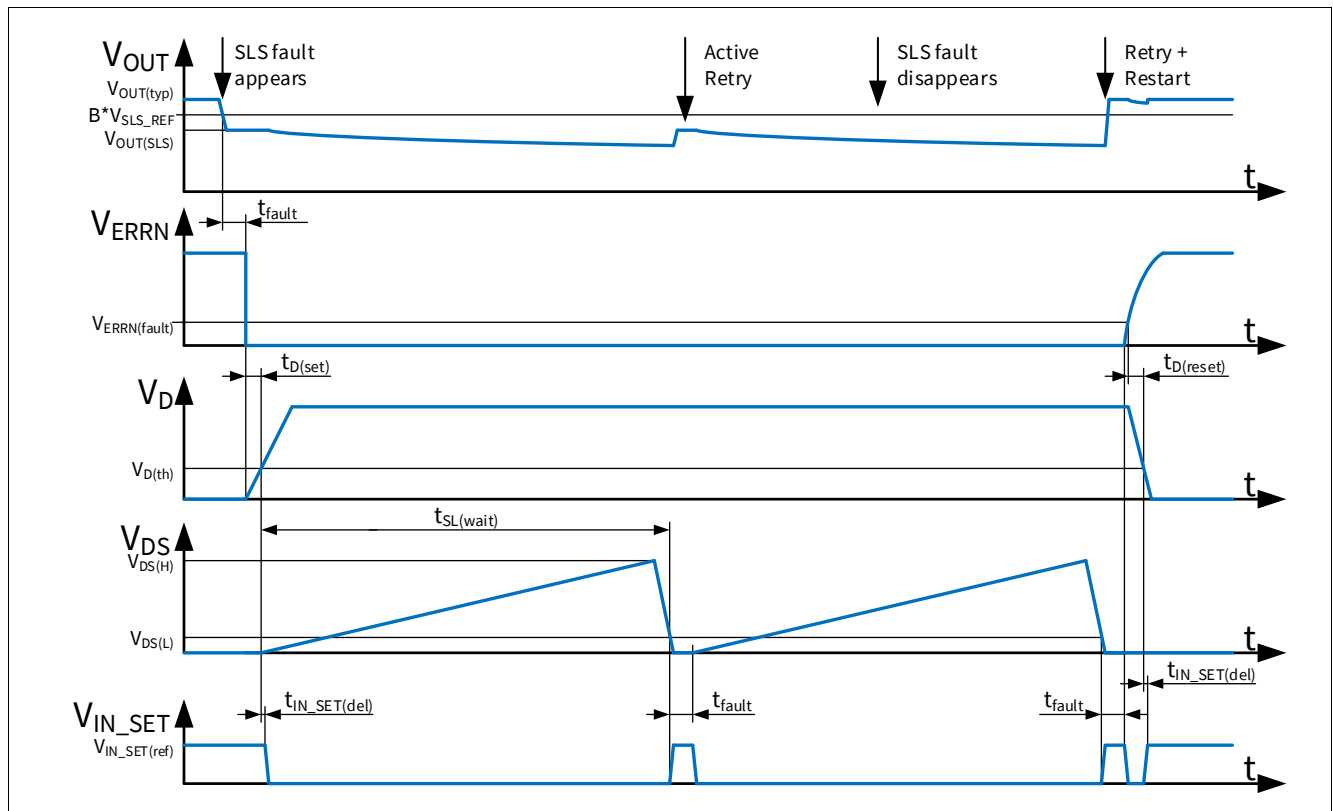 SLS fault appears
Active Retry
SLS fault disappears
Retry + Restart
VOUT
VOUT(typ)
B*VSLS_REF
VOUT(SLS)
t
tfault
VERRN
VERRN(fault)
t
tD(set)
tD(reset)
VD
VD(th)
t
tSL(wait)
VDS
VDS(H)
VDS(L)
t
tIN_SET(del)
tfault
tfault
tIN_SET(del)
VIN_SET
VIN_SET(ref)
t